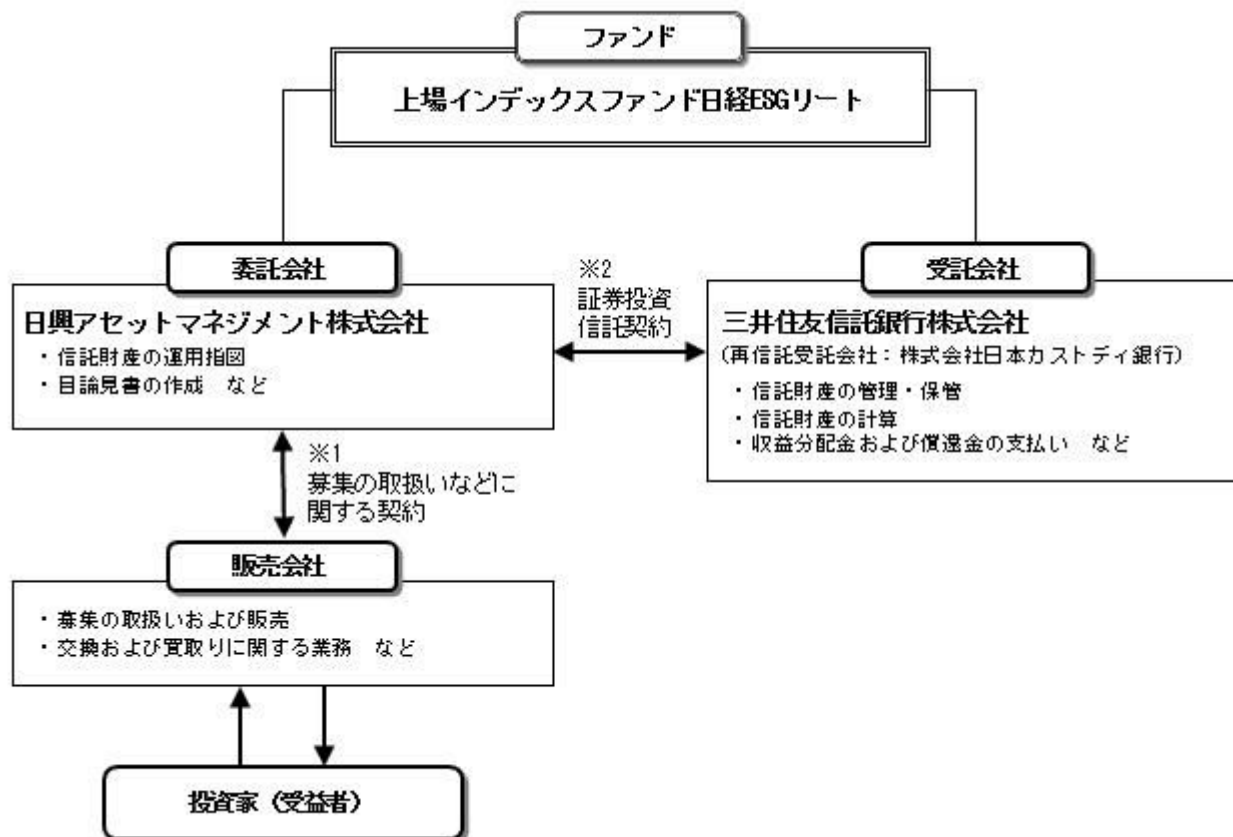 ファンド
上場インデックスファンド日経ESGリート
委託会社
日興アセットマネジメント株式会社
・信託財産の運用指図
・目論見書の作成 など
※2
証券投資
信託契約
受託会社
三井住友信託銀行株式会社
(再信託受託会社：株式会社日本カストディ銀行)
・信託財産の管理・保管
・信託財産の計算
・収益分配金および償還金の支払い など
※1
募集の取扱いなどに
関する契約
販売会社
・募集の取扱いおよび販売
・交換および買取りに関する業務 など
投資家（受益者）